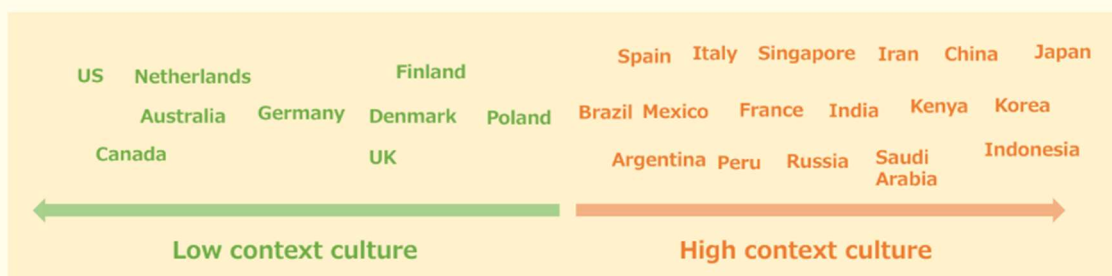 Spain Italy Singapore Iran China Japan
US Netherlands Finland
Brazil Mexico France India Kenya Korea
Australia Germany Denmark Poland
Canada UK Argentina Peru Russia Saudi Arabia Indonesia
Low context culture High context culture